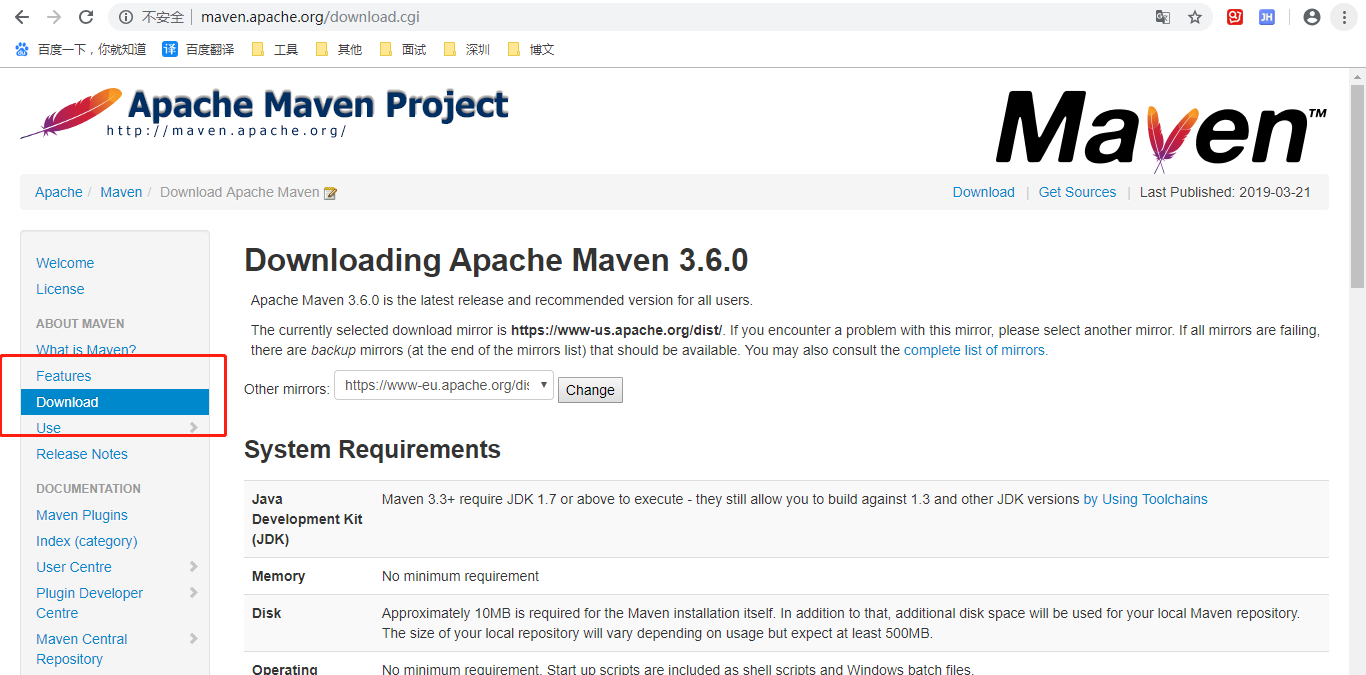 不安全 maven.apache.org/download.cgi
百度一下，你就知道 译 百度翻译 工具 其他 面试 深圳 博文
Apache Maven Project
http://maven.apache.org/
Maven™
Apache / Maven / Download Apache Maven
Download | Get Sources | Last Published: 2019-03-21
Welcome
License
ABOUT MAVEN
What is Maven?
Features
Download
Use
Release Notes
DOCUMENTATION
Maven Plugins
Index (category)
User Centre
Plugin Developer
Centre
Maven Central
Repository
Downloading Apache Maven 3.6.0
Apache Maven 3.6.0 is the latest release and recommended version for all users.
The currently selected download mirror is https://www-us.apache.org/dist/. If you encounter a problem with this mirror, please select another mirror. If all mirrors are failing,
there are backup mirrors (at the end of the mirrors list) that should be available. You may also consult the complete list of mirrors.
Other mirrors: https://www-eu.apache.org/dis Change
System Requirements
Java
Development Kit
(JDK)
Maven 3.3+ require JDK 1.7 or above to execute - they still allow you to build against 1.3 and other JDK versions by Using Toolchains
Memory
No minimum requirement
Disk
Approximately 10MB is required for the Maven installation itself. In addition to that, additional disk space will be used for your local Maven repository.
The size of your local repository will vary depending on usage but expect at least 500MB.
Operating
No minimum requirement. Start up scripts are included as shell scripts and Windows batch files.